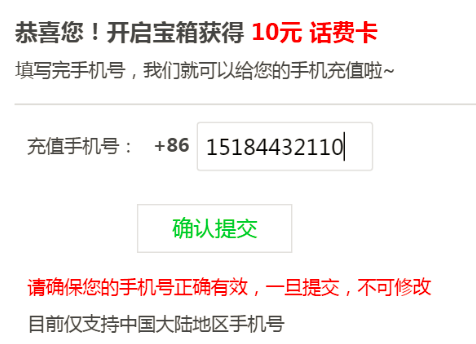 恭喜您！开启宝箱获得 10元 话费卡
填写完手机号，我们就可以给您的手机充值啦~
充值手机号： +86 15184432110
确认提交
请确保您的手机号正确有效，一旦提交，不可修改
目前仅支持中国大陆地区手机号